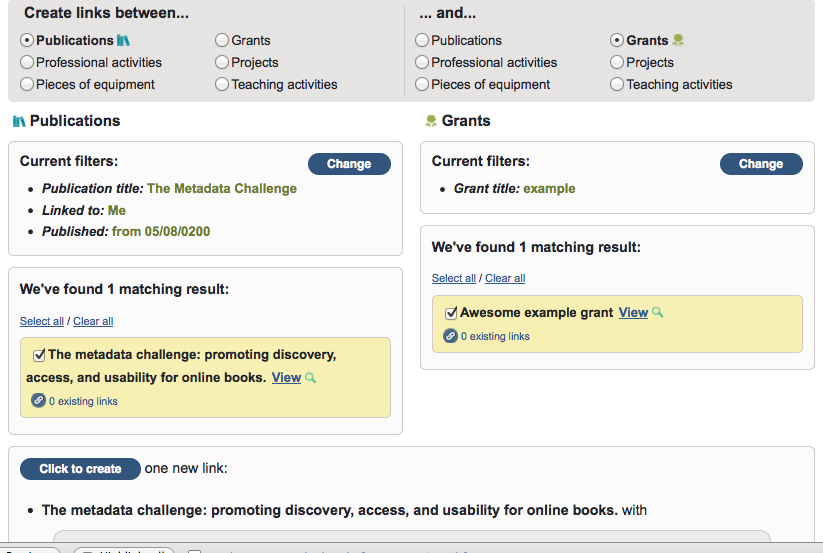 Create links between...
... and...
Publications
Grants
Publications
Grants
Professional activities
Projects
Professional activities
Projects
Pieces of equipment
Teaching activities
Pieces of equipment
Teaching activities
Publications
Current filters:
Change
Publication title: The Metadata Challenge
Linked to: Me
Published: from 05/08/0200
We've found 1 matching result:
Select all / Clear all
The metadata challenge: promoting discovery,
access, and usability for online books. View
0 existing links
Grants
Current filters:
Change
Grant title: example
We've found 1 matching result:
Select all / Clear all
Awesome example grant View
0 existing links
Click to create one new link:
The metadata challenge: promoting discovery, access, and usability for online books. with